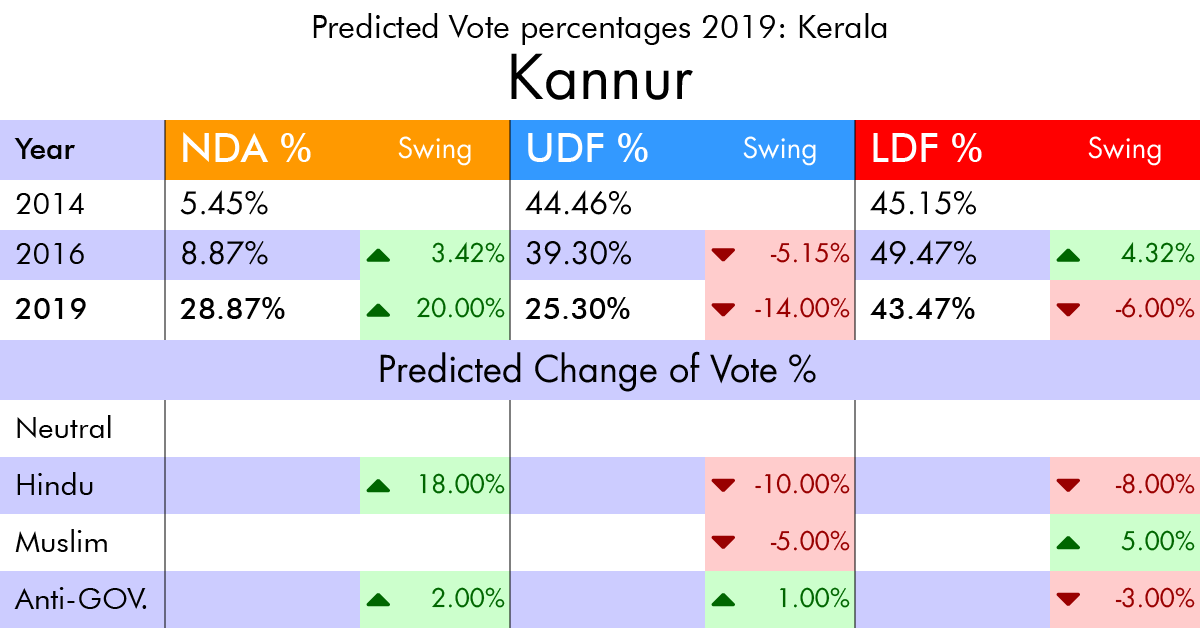 Predicted Vote percentages 2019: Kerala
Kannur
Year NDA % Swing UDF % Swing LDF % Swing
2014 5.45% 44.46% 45.15%
2016 8.87% 3.42% 39.30% -5.15% 49.47% 4.32%
2019 28.87% 20.00% 25.30% -14.00% 43.47% -6.00%
Predicted Change of Vote %
Neutral
Hindu 18.00% -10.00% -8.00%
Muslim -5.00% 5.00%
Anti-GOV. 2.00% 1.00% -3.00%